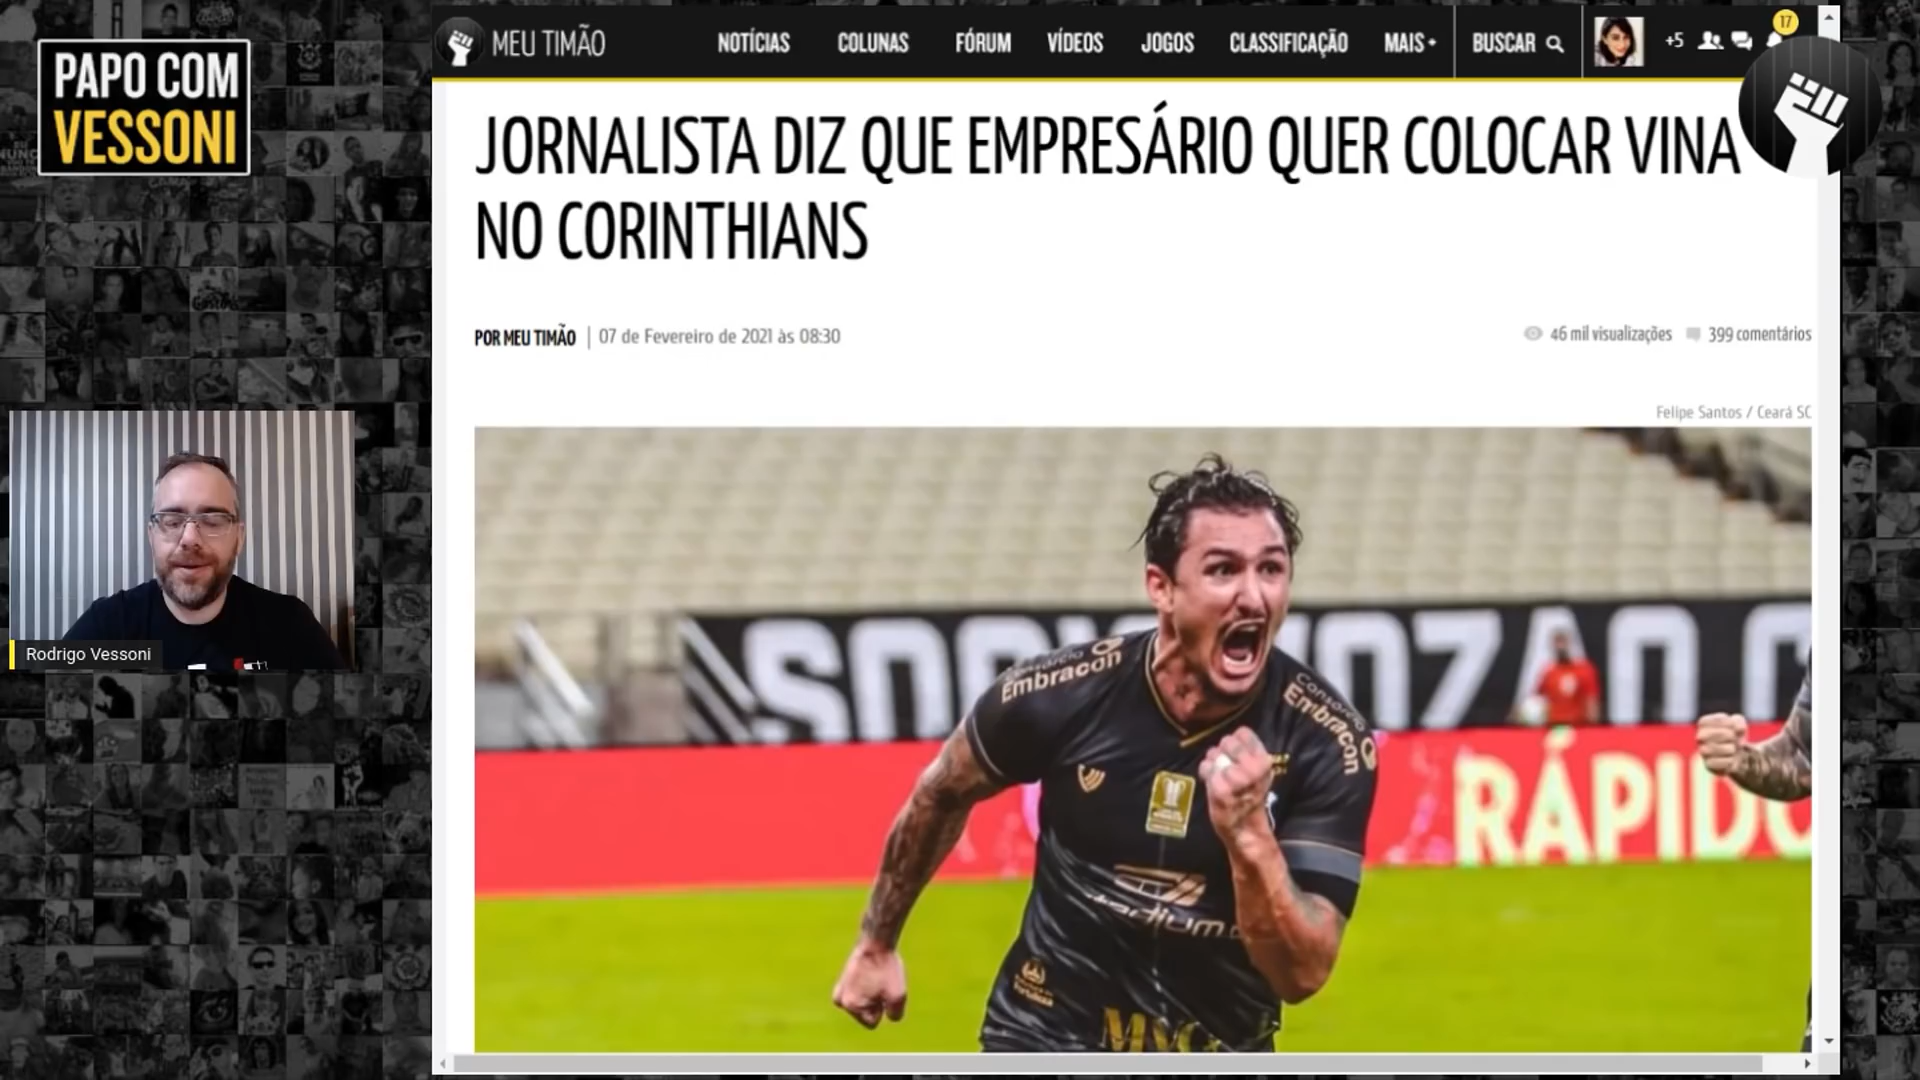 PAPO COM
VESSONI
MEU TIMÃO
NOTÍCIAS
COLUNAS
FÓRUM
VÍDEOS
JOGOS
CLASSIFICAÇÃO
MAIS+
BUSCAR
+5
17
JORNALISTA DIZ QUE EMPRESÁRIO QUER COLOCAR VINA
NO CORINTHIANS
POR MEU TIMÃO | 07 de Fevereiro de 2021 às 08:30
46 mil visualizações
399 comentários
Felipe Santos / Ceará SC
Consórcio
Embracon
Consórcio
Embracon
RÁPIDO
Rodrigo Vessoni